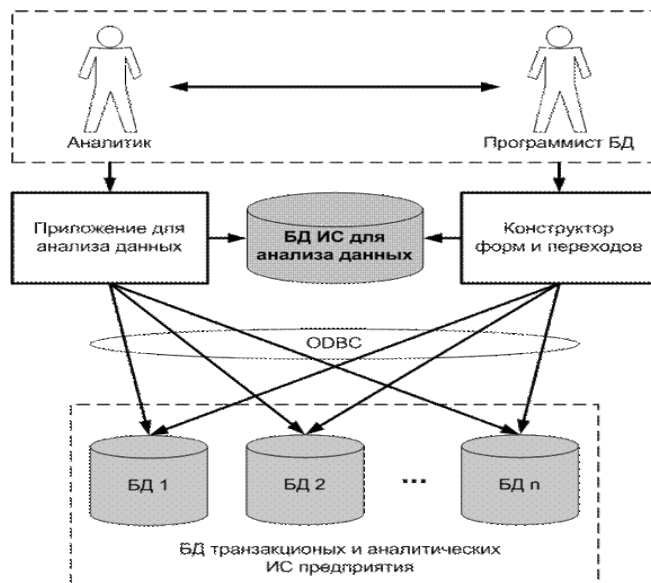 Аналитик
Программист БД
Приложение для
анализа данных
БД ИС для
анализа данных
Конструктор
форм и переходов
ODBC
БД 1
БД 2
...
БД n
БД транзакционых и аналитических
ИС предприятия